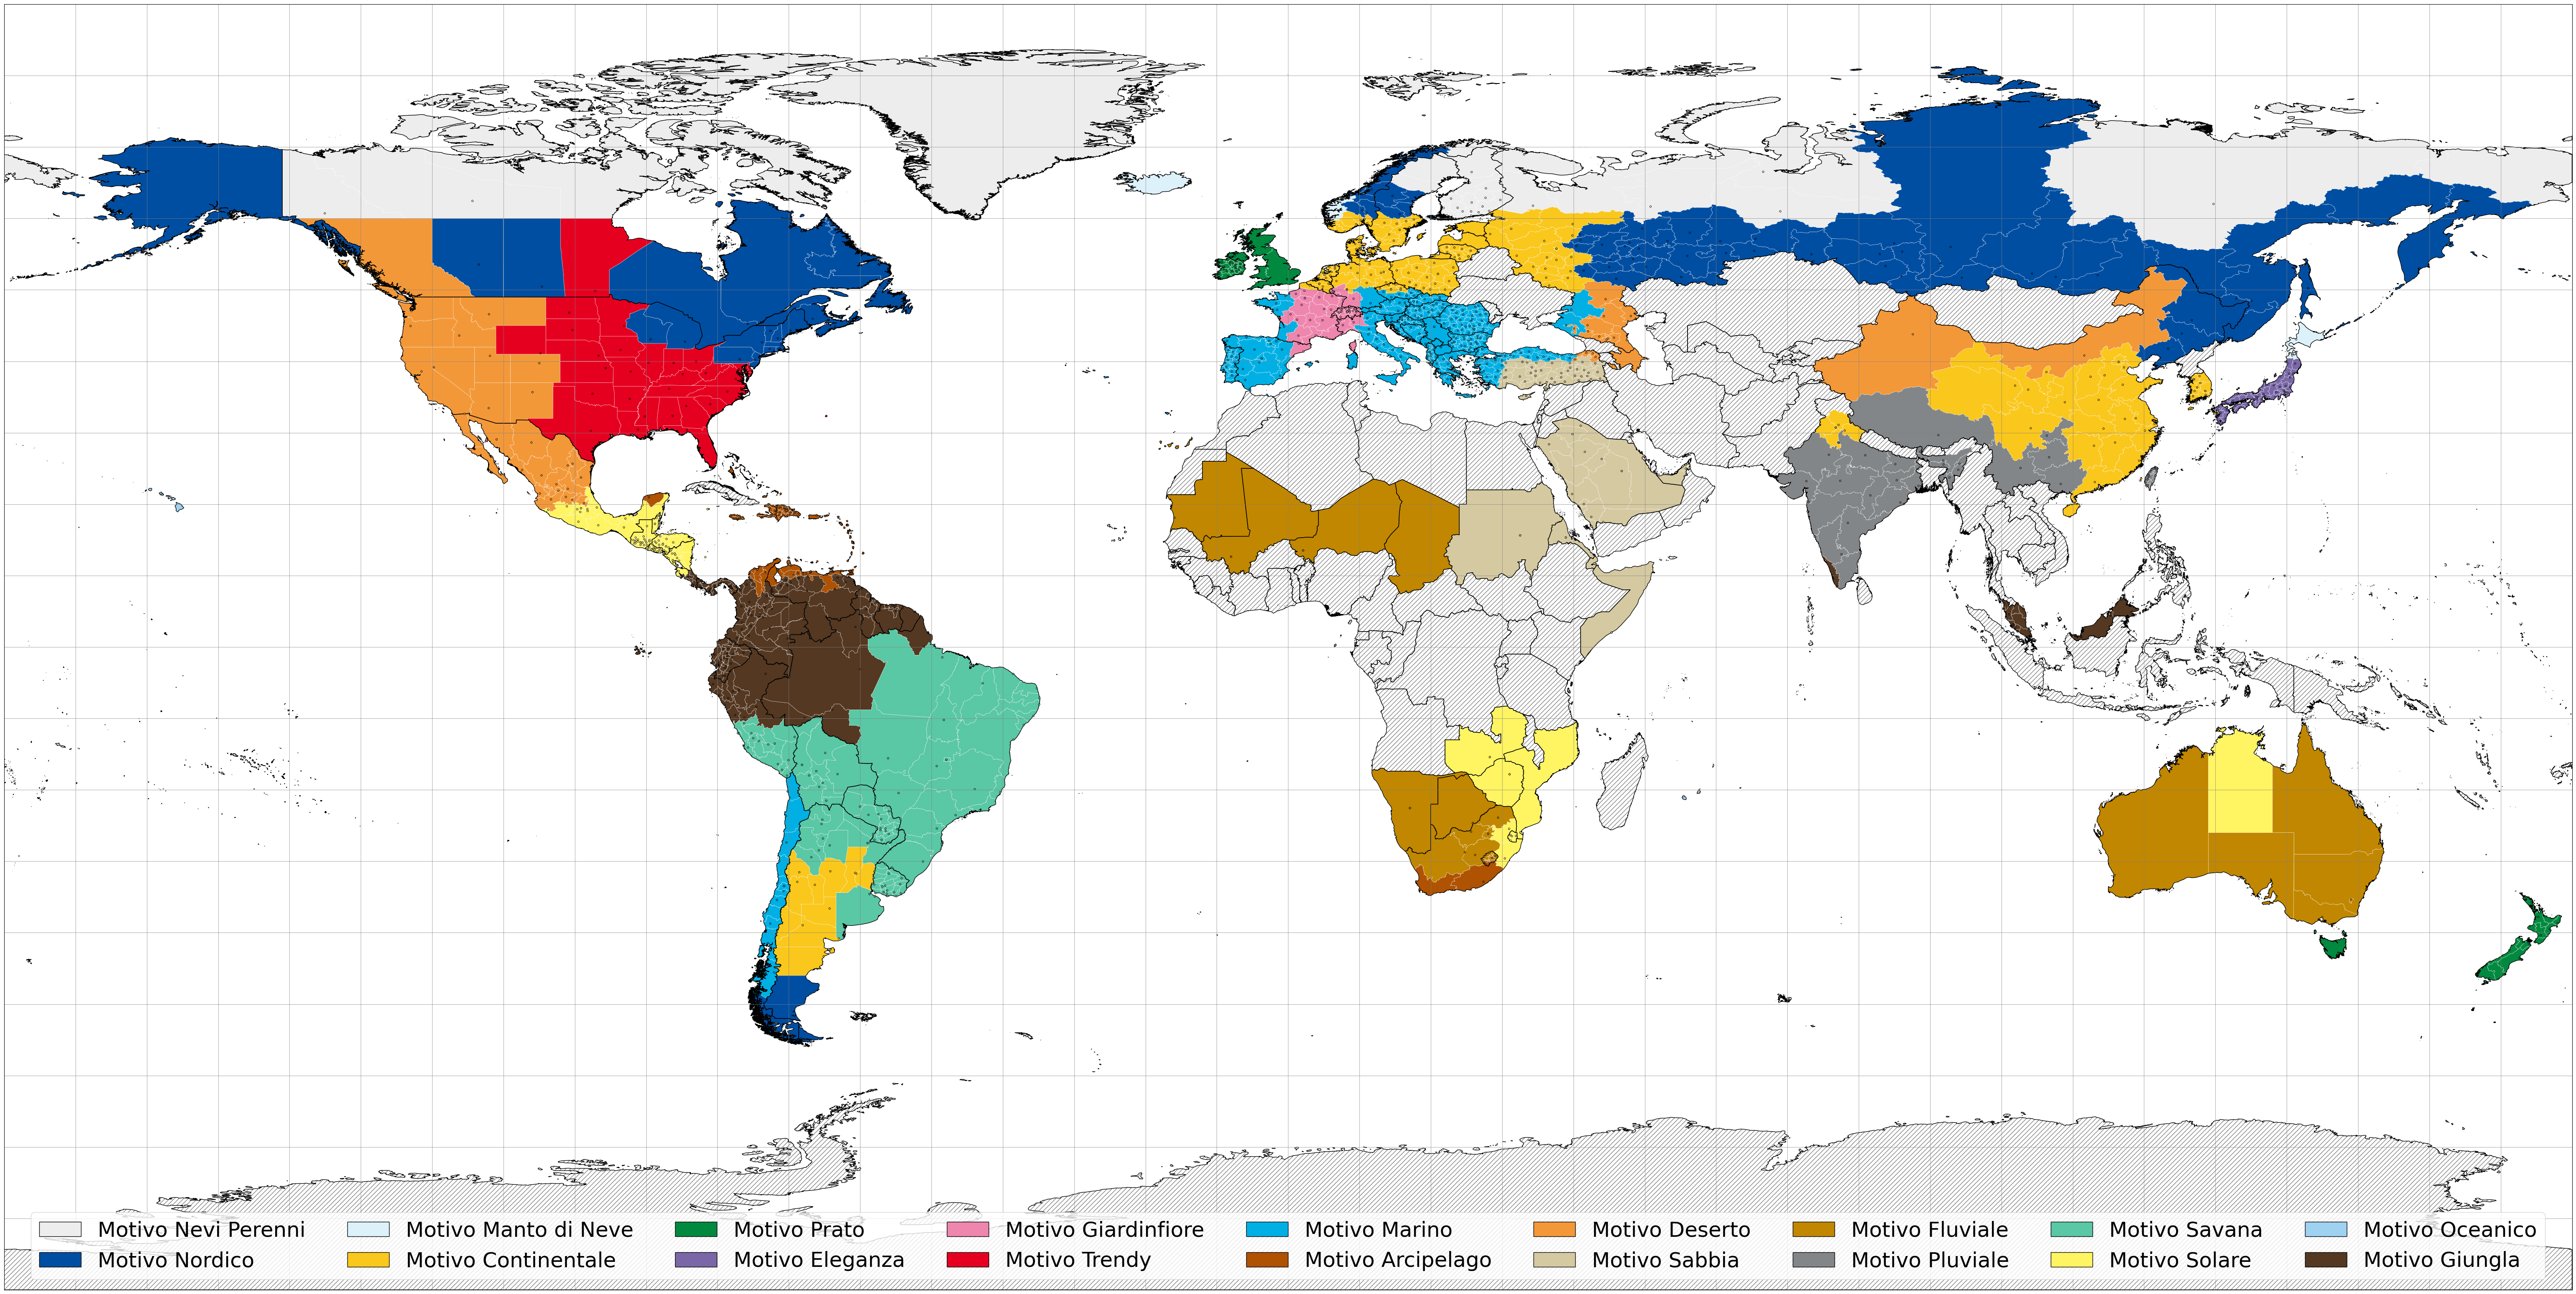 Motivo Nevi Perenni Motivo Manto di Neve Motivo Prato Motivo Giardinfiore Motivo Marino Motivo Deserto Motivo Fluviale Motivo Savana Motivo Oceanico
Motivo Nordico Motivo Continentale Motivo Eleganza Motivo Trendy Motivo Arcipelago Motivo Sabbia Motivo Pluviale Motivo Solare Motivo Giungla